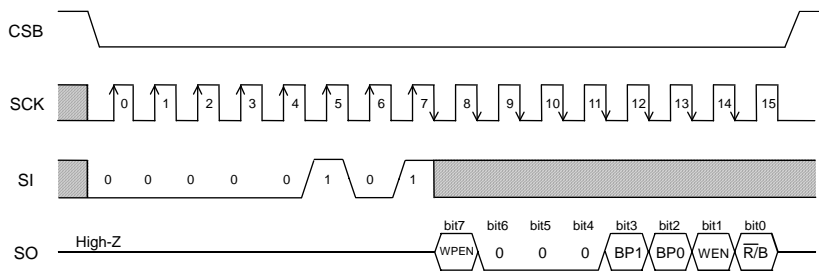 CSB
SCK 0 1 2 3 4 5 6 7 8 9 10 11 12 13 14 15
SI 0 0 0 0 0 1 0 1
bit7 bit6 bit5 bit4 bit3 bit2 bit1 bit0
SO High-Z WPEN 0 0 0 BP1 BP0 WEN R̅/B